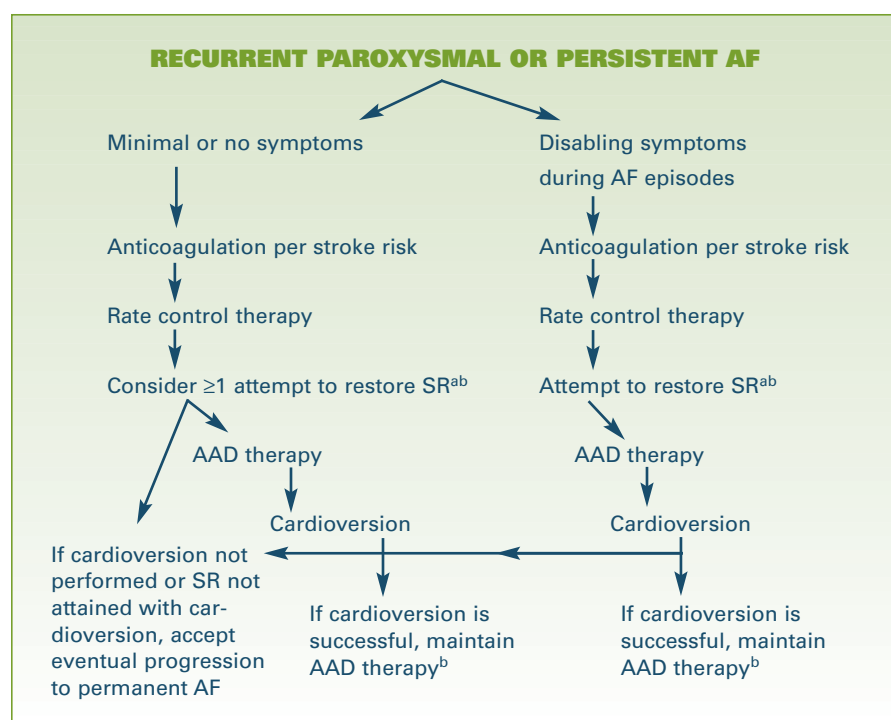 RECURRENT PAROXYSMAL OR PERSISTENT AF
Minimal or no symptoms
Disabling symptoms
during AF episodes
Anticoagulation per stroke risk
Anticoagulation per stroke risk
Rate control therapy
Rate control therapy
Consider ≥1 attempt to restore SRᵃᵇ
Attempt to restore SRᵃᵇ
AAD therapy
AAD therapy
Cardioversion
Cardioversion
If cardioversion not
performed or SR not
attained with car-
dioversion, accept
eventual progression
to permanent AF
If cardioversion is
successful, maintain
AAD therapyᵇ
If cardioversion is
successful, maintain
AAD therapyᵇ